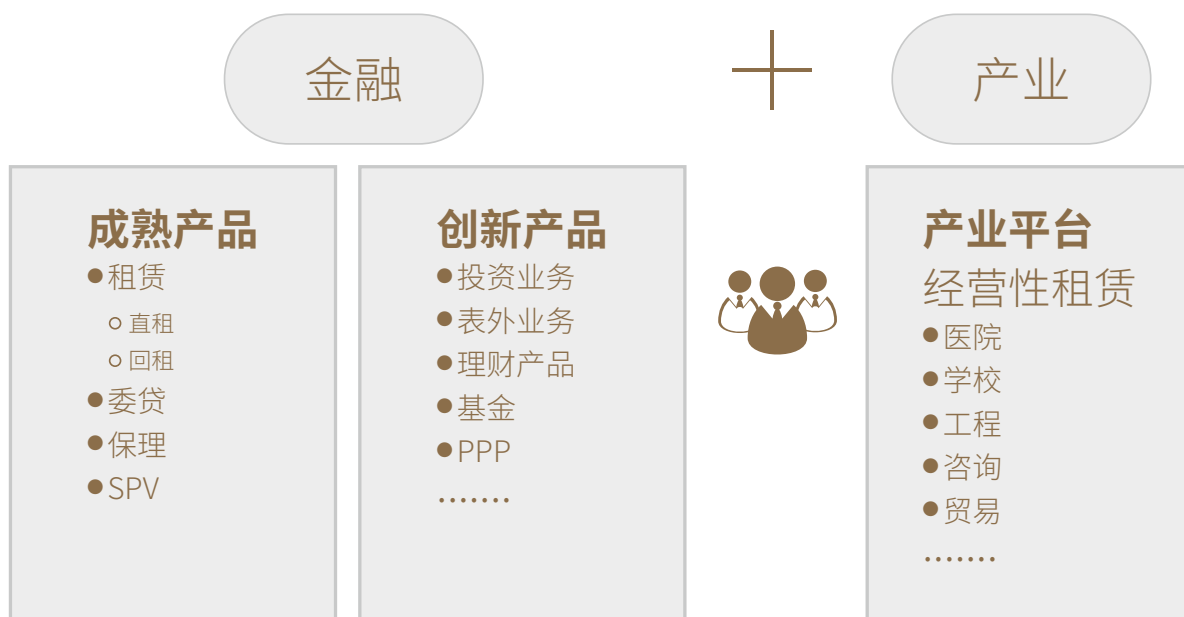 金融
产业
成熟产品
租赁
直租
回租
委贷
保理
SPV
创新产品
投资业务
表外业务
理财产品
基金
PPP
·······
产业平台
经营性租赁
医院
学校
工程
咨询
贸易
·······